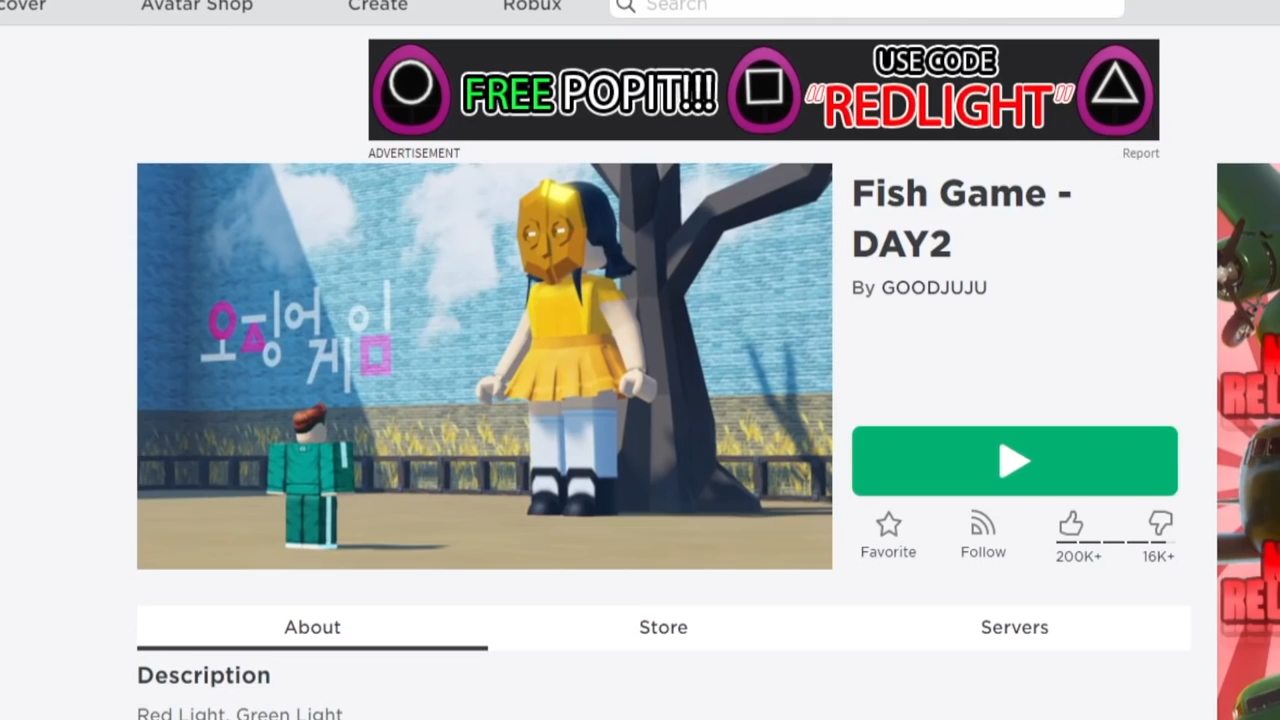 Avatar Shop
Create
Robux
Search
FREE POPIT!!!
USE CODE
"REDLIGHT"
ADVERTISEMENT
Report
오징어
게임
Fish Game -
DAY2
By GOODJUJU
Favorite
Follow
200K+
16K+
About
Store
Servers
Description
Red Light, Green Light